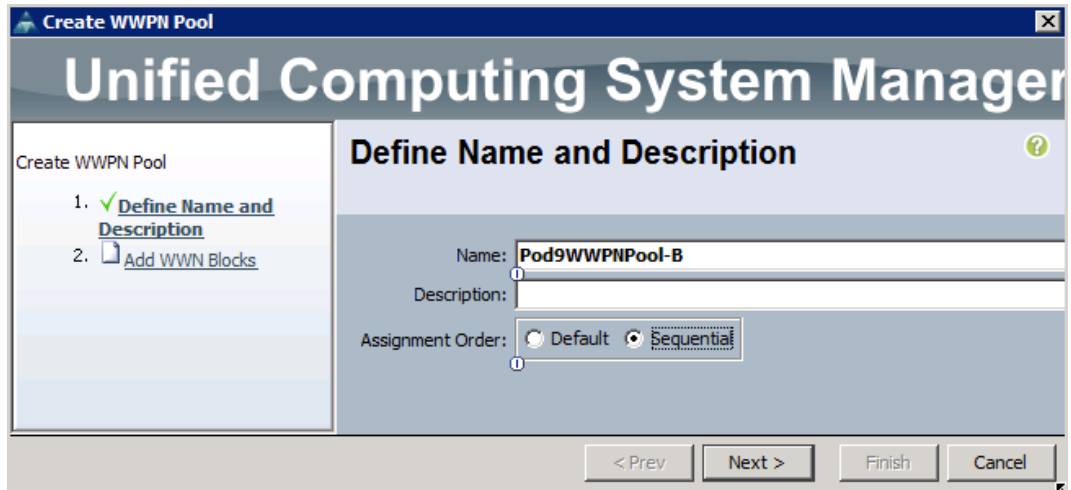 Create WWPN Pool
Unified Computing System Manager
Create WWPN Pool
1. Define Name and
Description
2. Add WWN Blocks
Define Name and Description
Name: Pod9WWPNPool-B
Description:
Assignment Order: Default Sequential
< Prev Next > Finish Cancel